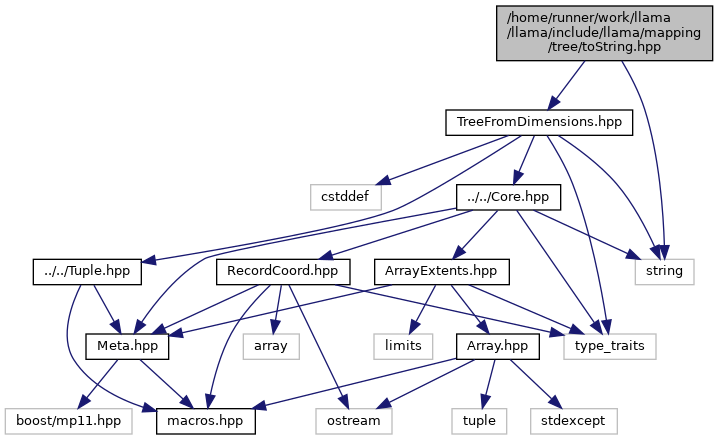 /home/runner/work/llama
/llama/include/llama/mapping
/tree/toString.hpp
TreeFromDimensions.hpp
cstddef
../../Core.hpp
../../Tuple.hpp
RecordCoord.hpp
ArrayExtents.hpp
string
Meta.hpp
array
limits
Array.hpp
type_traits
boost/mp11.hpp
macros.hpp
ostream
tuple
stdexcept